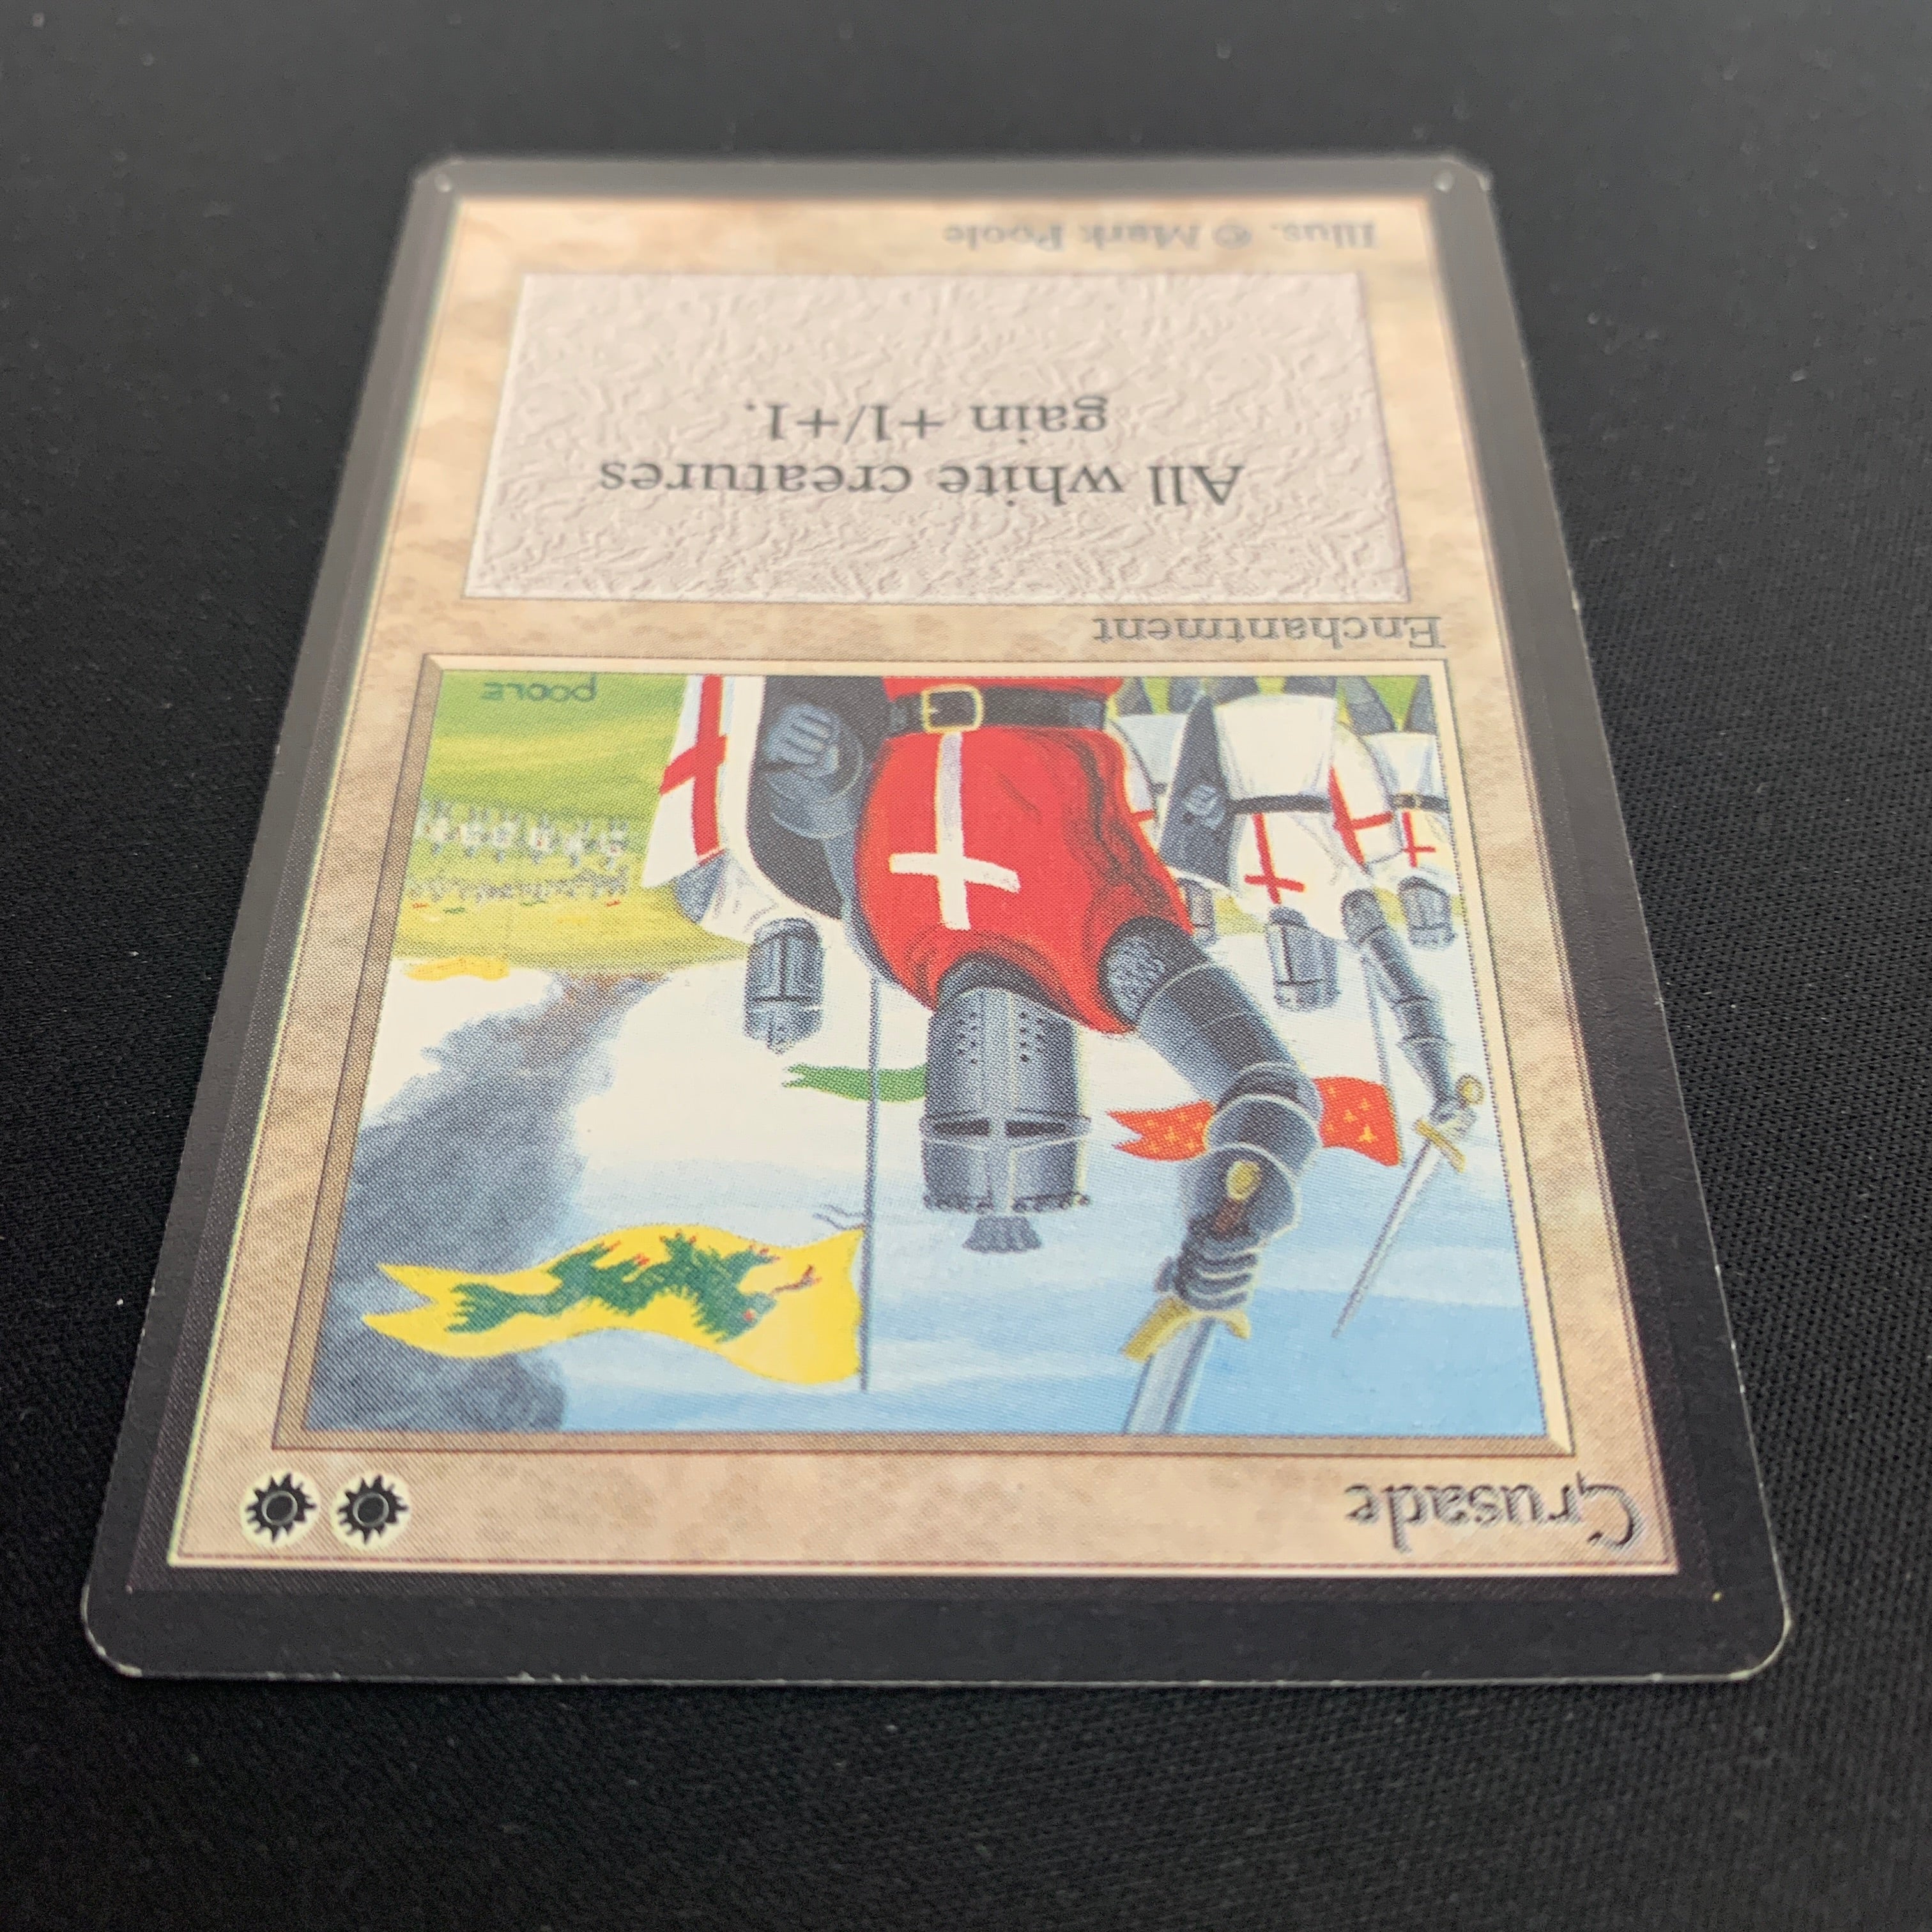 Crusade
POOLE
Enchantment
All white creatures
gain +1/+1.
Illus. © Mark Poole